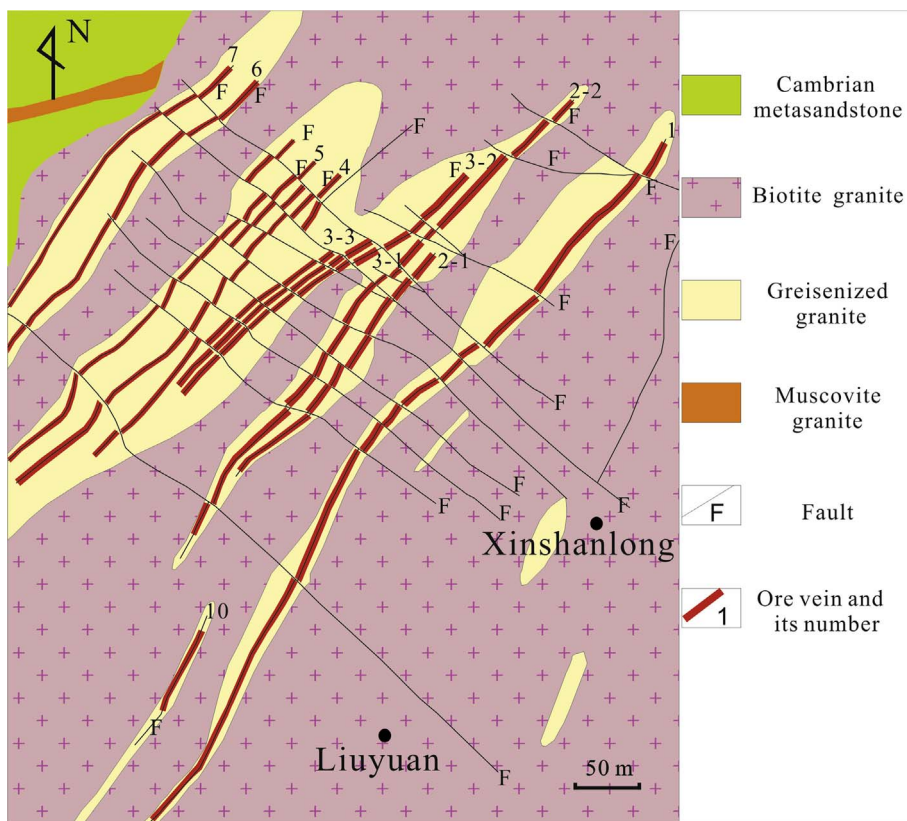 N
7
6
F
F
2-2
F
F
1
F
5
F
4
F
3-2
F
F
F
F
3-3
3-1
2-1
F
F
F
F
F
F
F
Xinshanlong
10
F
Liuyuan
F
50 m
Cambrian
metasandstone
Biotite granite
Greisenized
granite
Muscovite
granite
F
Fault
1
Ore vein and
its number